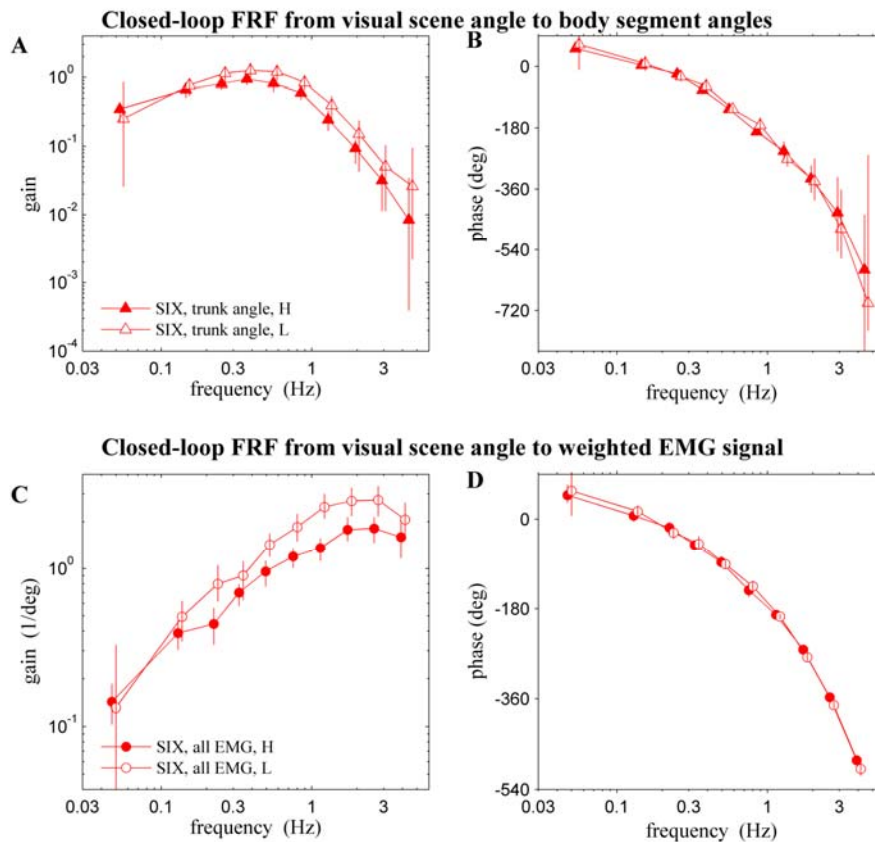 Closed-loop FRF from visual scene angle to body segment angles
A
B
10^1
10^0
10^-1
10^-2
10^-3
10^-4
gain
SIX, trunk angle, H
SIX, trunk angle, L
0.03 0.1 0.3 1 3
frequency (Hz)
0
-180
-360
-540
-720
phase (deg)
0.03 0.1 0.3 1 3
frequency (Hz)
Closed-loop FRF from visual scene angle to weighted EMG signal
C
D
10^0
10^-1
gain (1/deg)
SIX, all EMG, H
SIX, all EMG, L
0.03 0.1 0.3 1 3
frequency (Hz)
0
-180
-360
-540
phase (deg)
0.03 0.1 0.3 1 3
frequency (Hz)